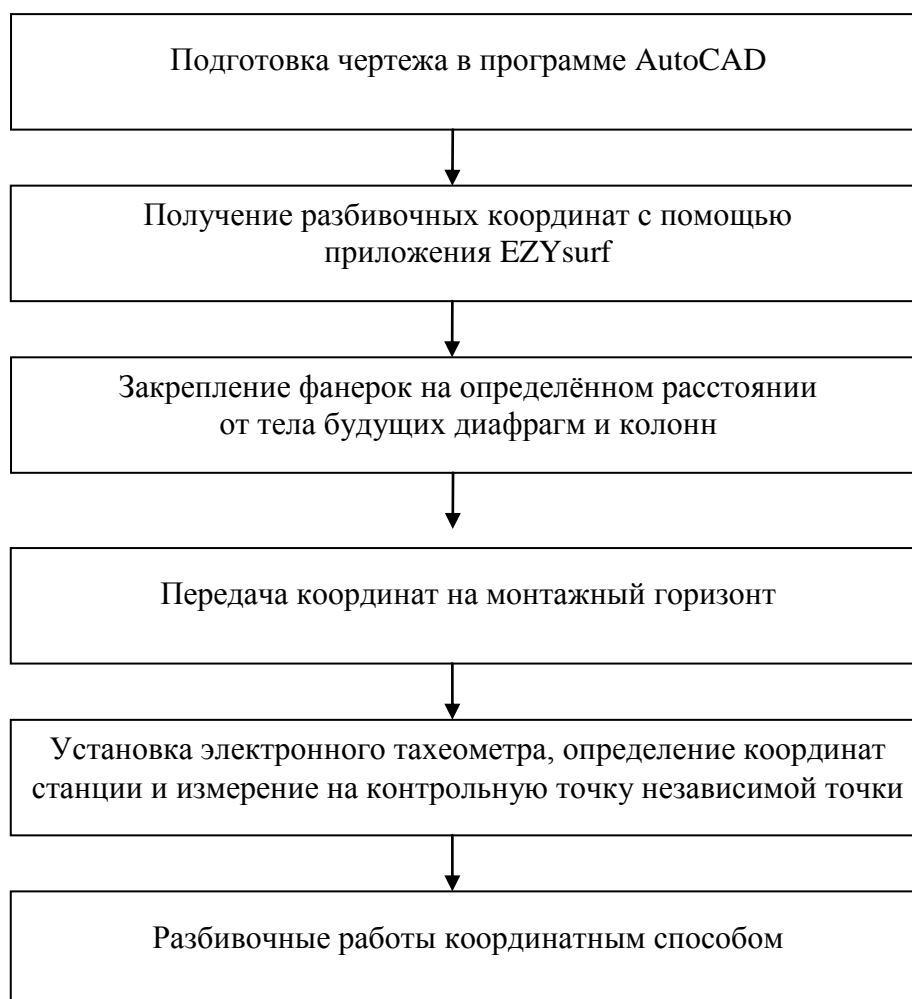 Подготовка чертежа в программе AutoCAD
Получение разбивочных координат с помощью
приложения EZYsurf
Закрепление фанерок на определённом расстоянии
от тела будущих диафрагм и колонн
Передача координат на монтажный горизонт
Установка электронного тахеометра, определение координат
станции и измерение на контрольную точку независимой точки
Разбивочные работы координатным способом